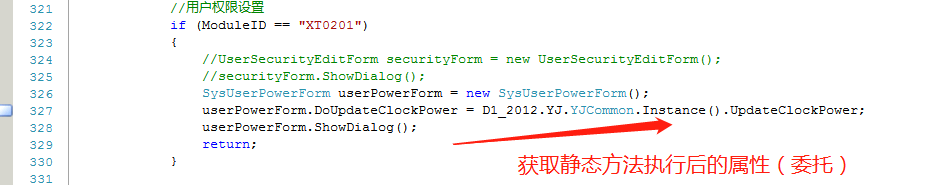 321 //用户权限设置
322 if (ModuleID == "XT0201")
323 {
324 //UserSecurityEditForm securityForm = new UserSecurityEditForm();
325 //securityForm.ShowDialog();
326 SysUserPowerForm userPowerForm = new SysUserPowerForm();
327 userPowerForm.DoUpdateClockPower = D1_2012.YJ.YJCommon.Instance().UpdateClockPower;
328 userPowerForm.ShowDialog();
329 return;
330 }
331
获取静态方法执行后的属性（委托）